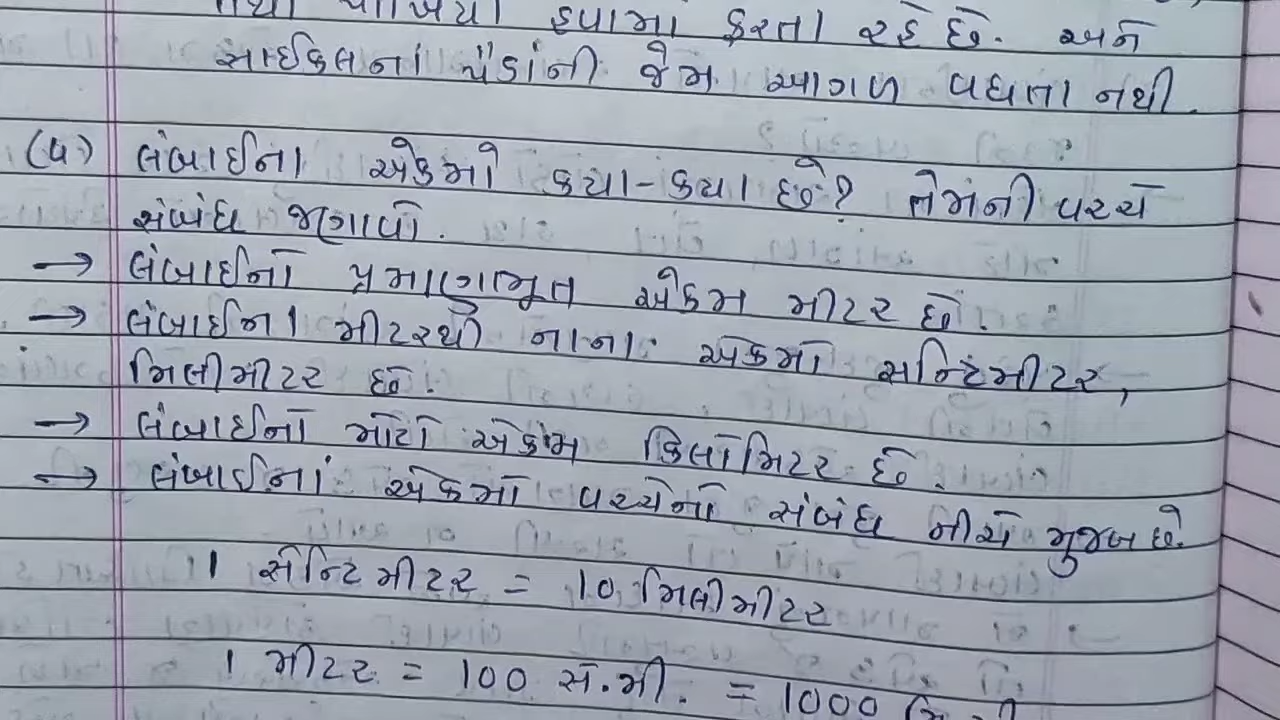 હવામાં ફરતા રહે છે. અને
સાઈકલના પૈડાંની જેમ આગળ વધતા નથી.
(૫) લંબાઈના એકમો કયા-કયા છે? તેમની વચ્ચે
સંબંધ જણાવો.
→ લંબાઈનો પ્રમાણભૂત એકમ મીટર છે.
→ લંબાઈના મીટરથી નાના એકમો સેન્ટિમીટર,
મિલીમીટર છે.
→ લંબાઈનો મોટો એકમ કિલોમિટર છે.
→ લંબાઈનાં એકમો વચ્ચેનો સંબંધ નીચે મુજબ છે.
1 સેન્ટિમીટર = 10 મિલીમીટર
1 મીટર = 100 સે.મી. = 1000